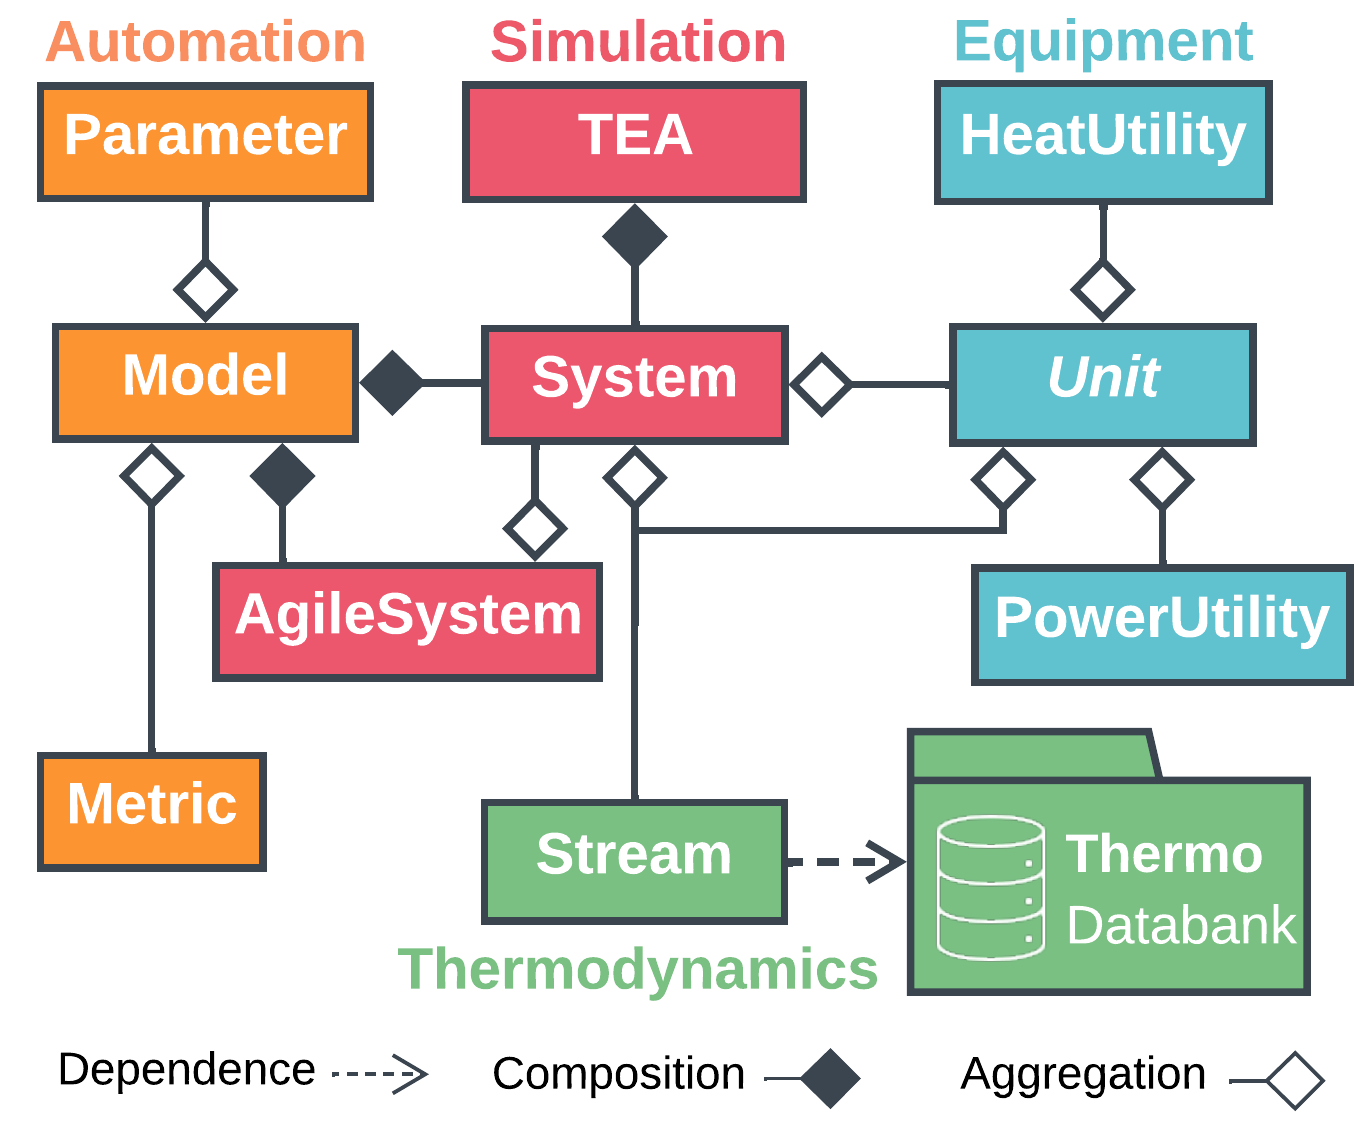 Automation
Simulation
Equipment
Parameter
TEA
HeatUtility
Model
System
Unit
AgileSystem
PowerUtility
Metric
Stream
Thermo
Databank
Thermodynamics
Dependence
Composition
Aggregation